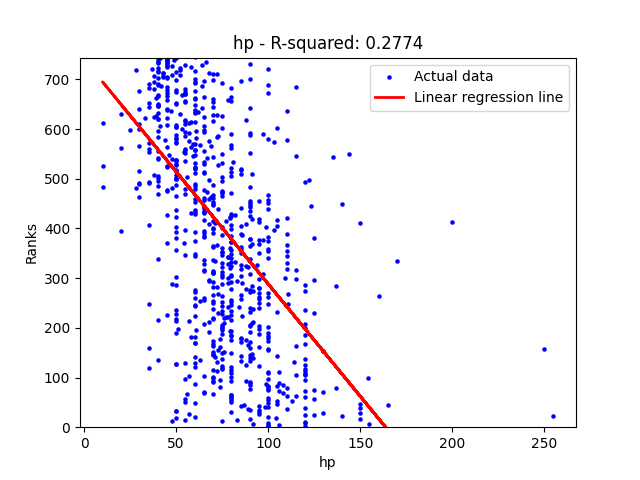 hp - R-squared: 0.2774
Actual data
Linear regression line
Ranks
700
600
500
400
300
200
100
0
0 50 100 150 200 250
hp